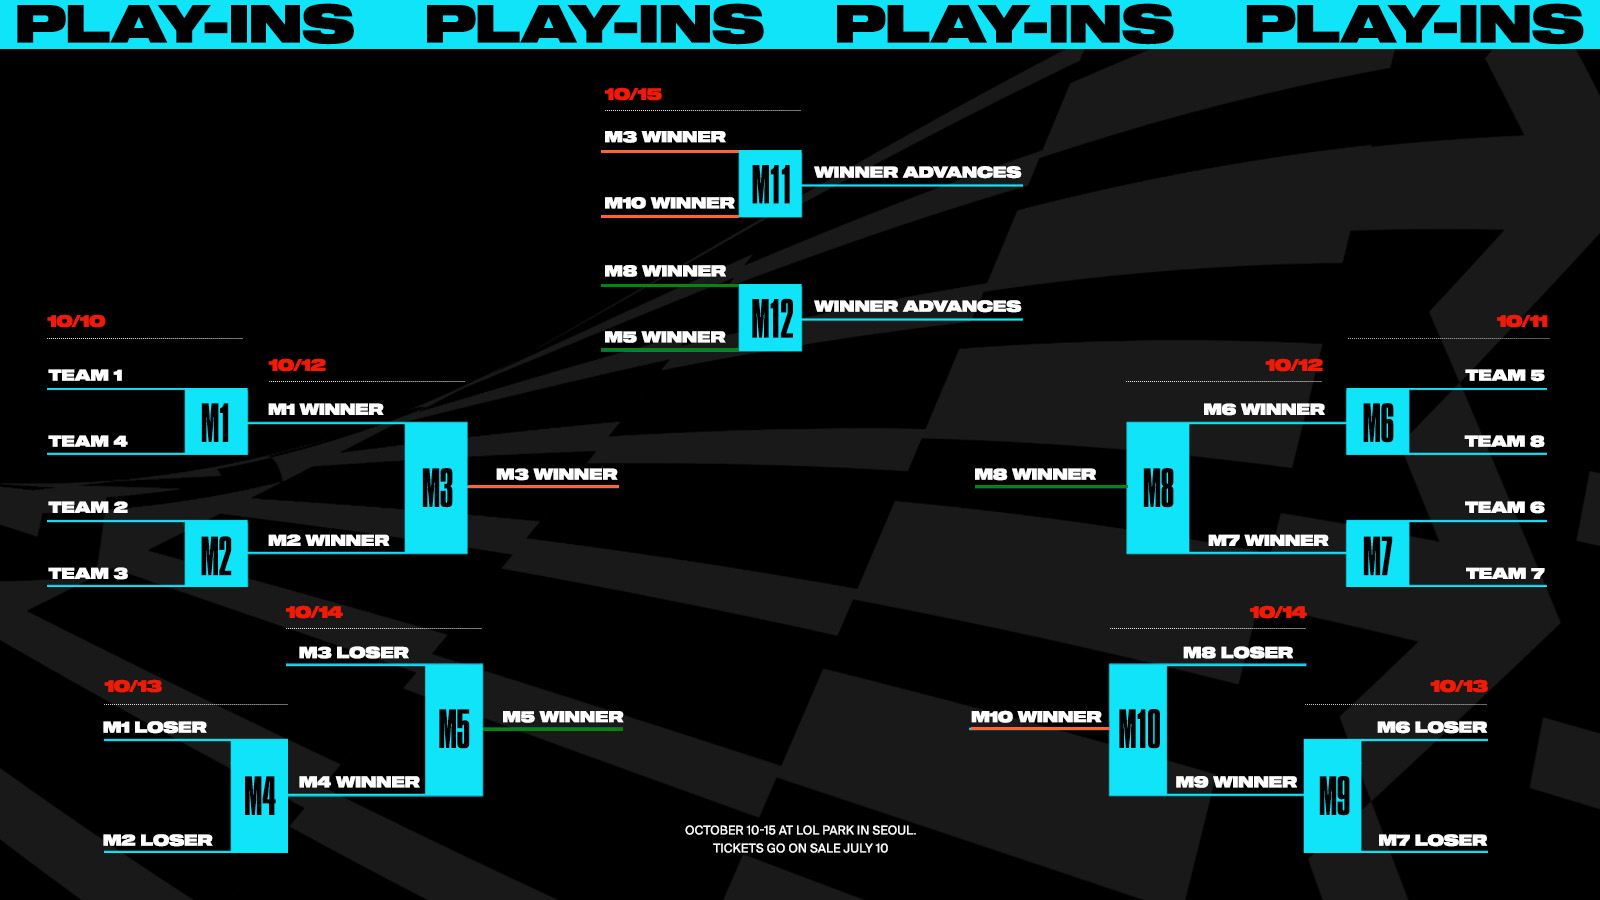 PLAY-INS PLAY-INS PLAY-INS PLAY-INS
10/15
M3 WINNER
M11
WINNER ADVANCES
M10 WINNER
M8 WINNER
M12
WINNER ADVANCES
M5 WINNER
10/10
TEAM 1
M1
TEAM 4
TEAM 2
M2
TEAM 3
10/12
M1 WINNER
M3
M3 WINNER
M2 WINNER
10/14
M3 LOSER
M5
M5 WINNER
M4 WINNER
10/13
M1 LOSER
M4
M2 LOSER
10/11
TEAM 5
M6
TEAM 8
TEAM 6
M7
TEAM 7
10/12
M6 WINNER
M8 WINNER
M8
M7 WINNER
10/14
M8 LOSER
M10 WINNER
M10
M9 WINNER
10/13
M6 LOSER
M9
M7 LOSER
OCTOBER 10-15 AT LOL PARK IN SEOUL.
TICKETS GO ON SALE JULY 10